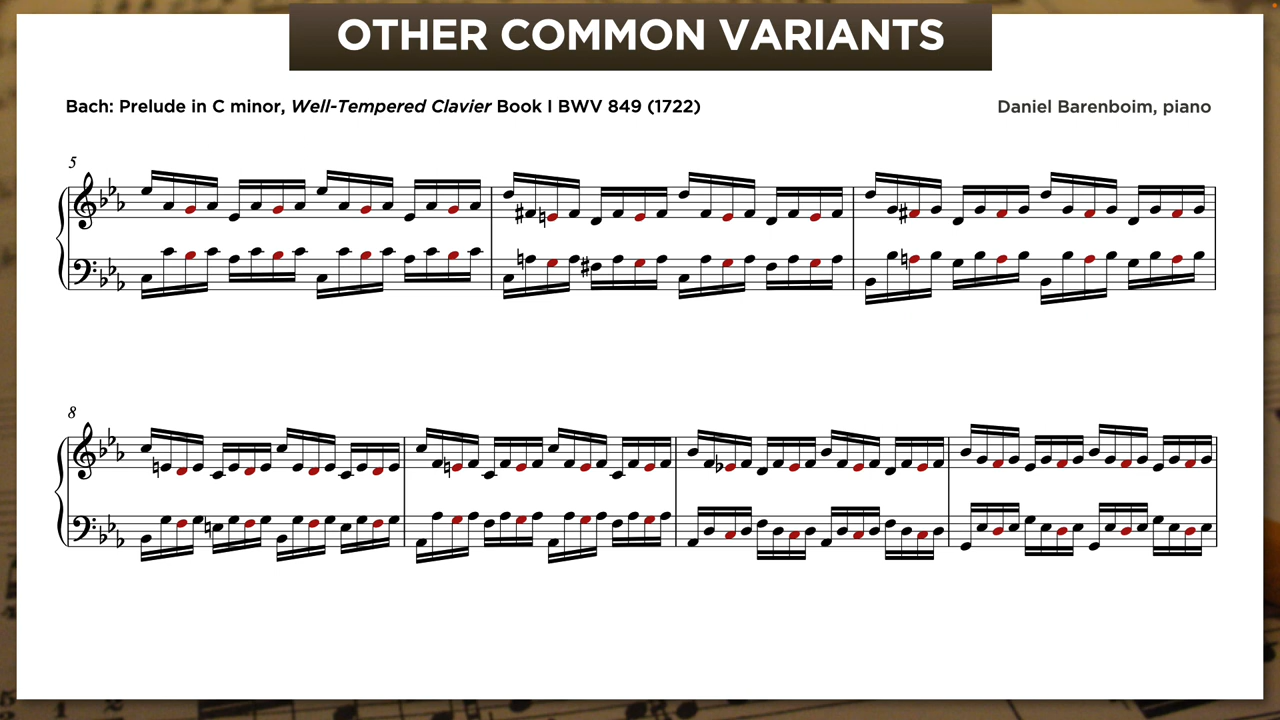 OTHER COMMON VARIANTS
Bach: Prelude in C minor, Well-Tempered Clavier Book I BWV 849 (1722)
Daniel Barenboim, piano
5
8